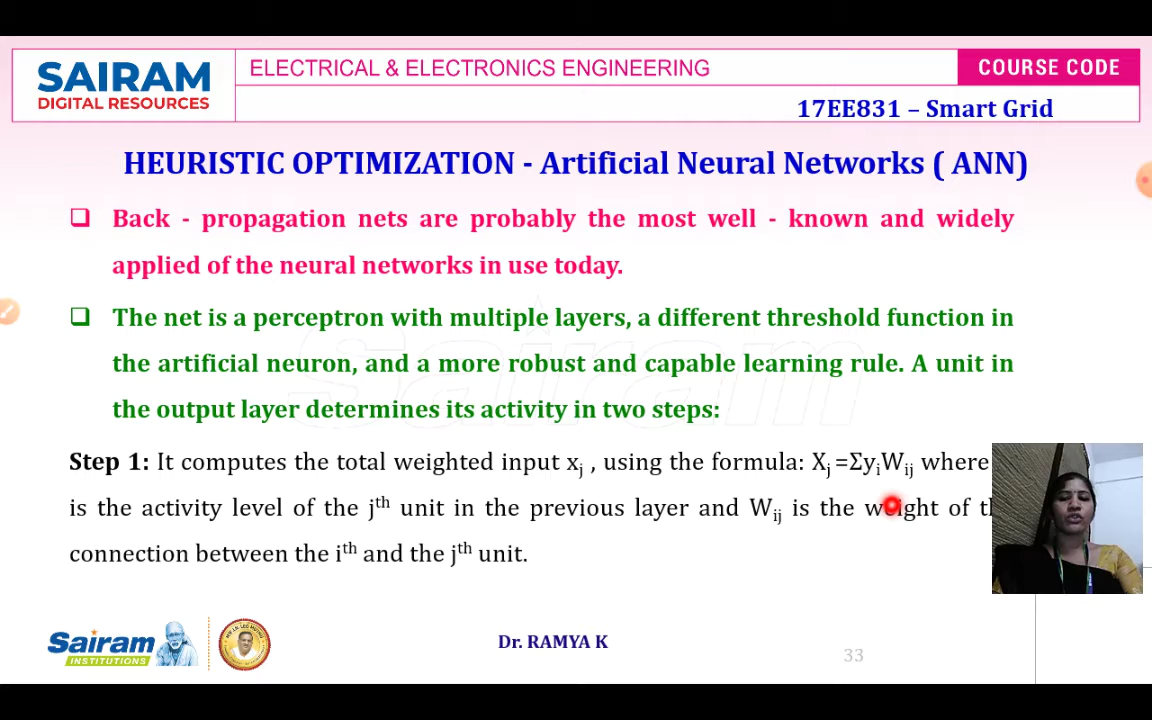 SAIRAM
DIGITAL RESOURCES
ELECTRICAL & ELECTRONICS ENGINEERING
COURSE CODE
17EE831 – Smart Grid
HEURISTIC OPTIMIZATION - Artificial Neural Networks ( ANN)
❑ Back - propagation nets are probably the most well - known and widely
applied of the neural networks in use today.
❑ The net is a perceptron with multiple layers, a different threshold function in
the artificial neuron, and a more robust and capable learning rule. A unit in
the output layer determines its activity in two steps:
Step 1: It computes the total weighted input xj , using the formula: Xj =ΣyiWij where
is the activity level of the jth unit in the previous layer and Wij is the weight of
connection between the ith and the jth unit.
Sairam
INSTITUTIONS
Dr. RAMYA K
33